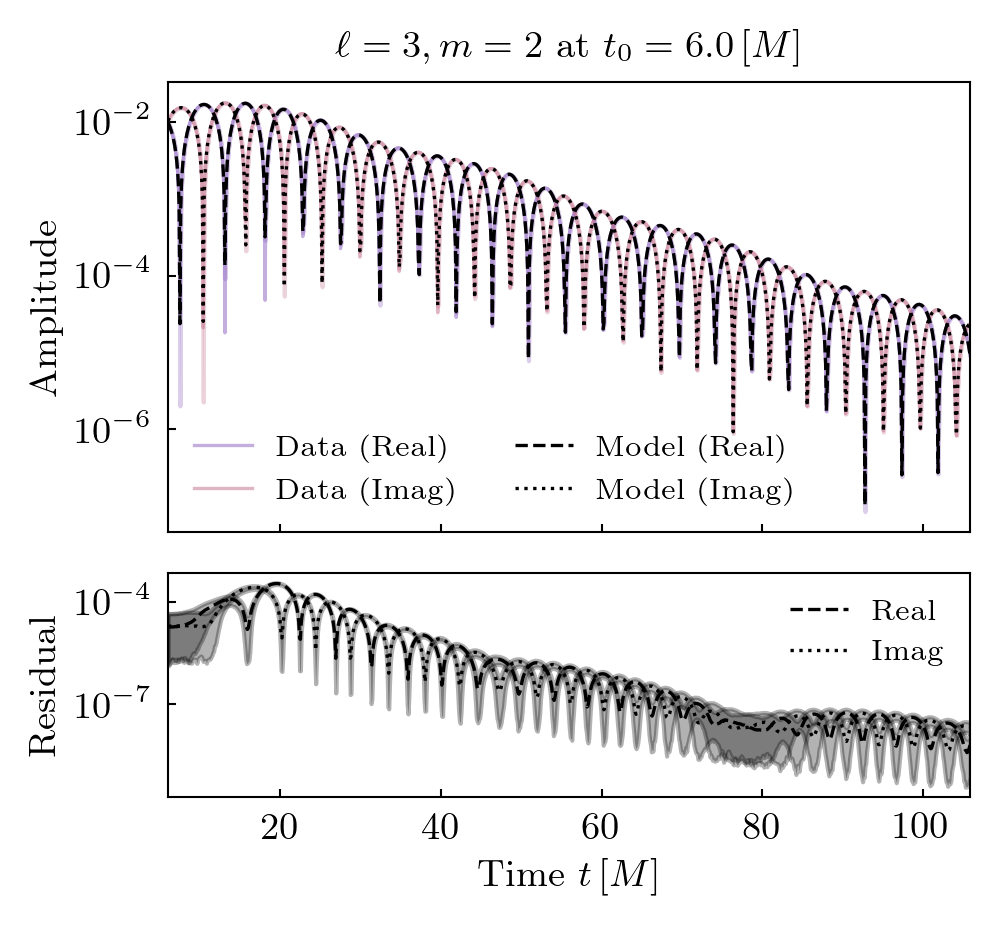 ℓ = 3, m = 2 at t₀ = 6.0 [M]
Amplitude
10⁻²
10⁻⁴
10⁻⁶
Data (Real)
Data (Imag)
Model (Real)
Model (Imag)
Residual
10⁻⁴
10⁻⁷
Real
Imag
20 40 60 80 100
Time t [M]